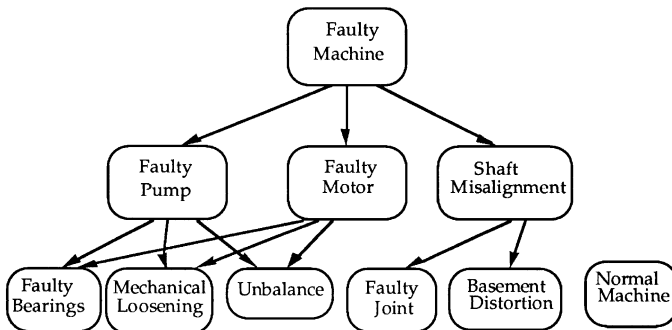 Faulty
Machine
Faulty
Pump
Faulty
Motor
Shaft
Misalignment
Faulty
Bearings
Mechanical
Loosening
Unbalance
Faulty
Joint
Basement
Distortion
Normal
Machine